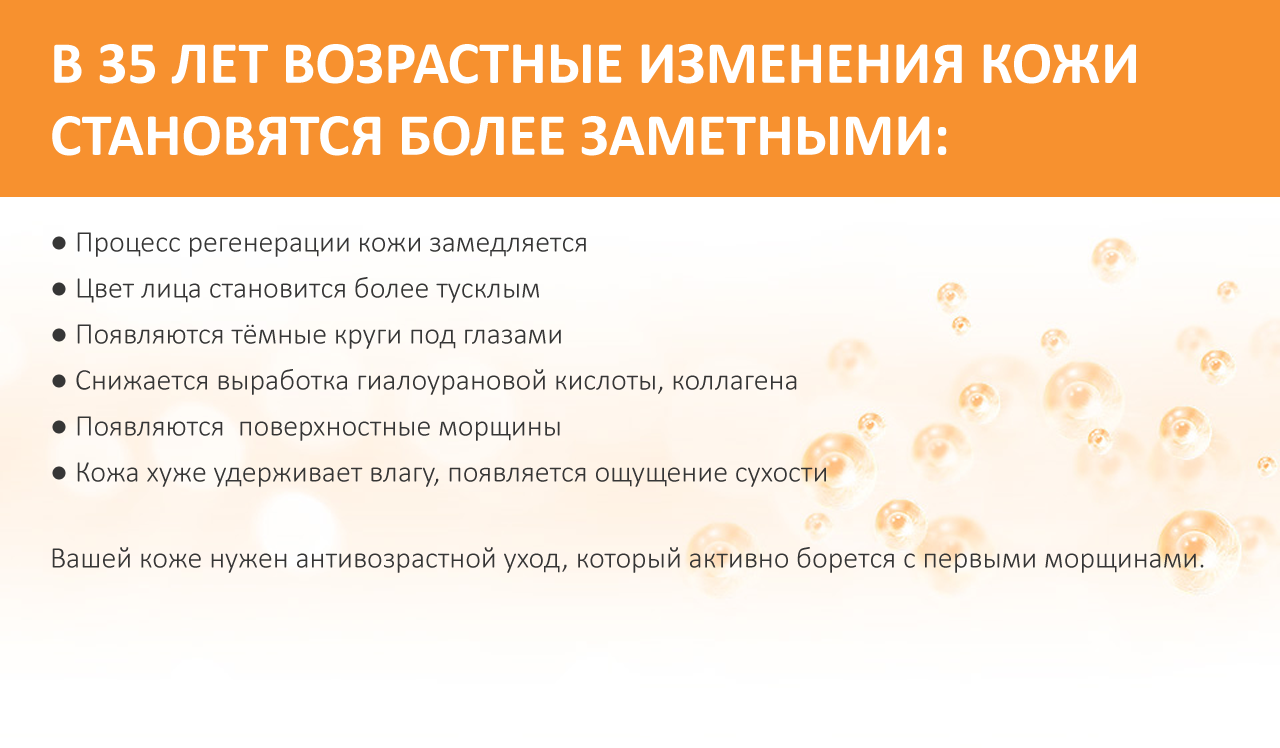 В 35 ЛЕТ ВОЗРАСТНЫЕ ИЗМЕНЕНИЯ КОЖИ
СТАНОВЯТСЯ БОЛЕЕ ЗАМЕТНЫМИ:
● Процесс регенерации кожи замедляется
● Цвет лица становится более тусклым
● Появляются тёмные круги под глазами
● Снижается выработка гиалоурановой кислоты, коллагена
● Появляются  поверхностные морщины
● Кожа хуже удерживает влагу, появляется ощущение сухости
Вашей коже нужен антивозрастной уход, который активно борется с первыми морщинами.